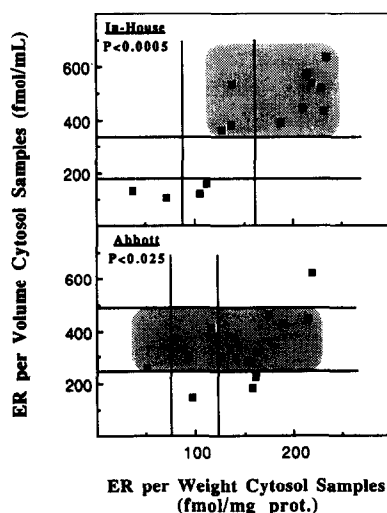 In-House
P<0.0005
600
400
200
Abbott
P<0.025
600
400
200
0
100
200
ER per Volume Cytosol Samples (fmol/mL)
ER per Weight Cytosol Samples
(fmol/mg prot.)